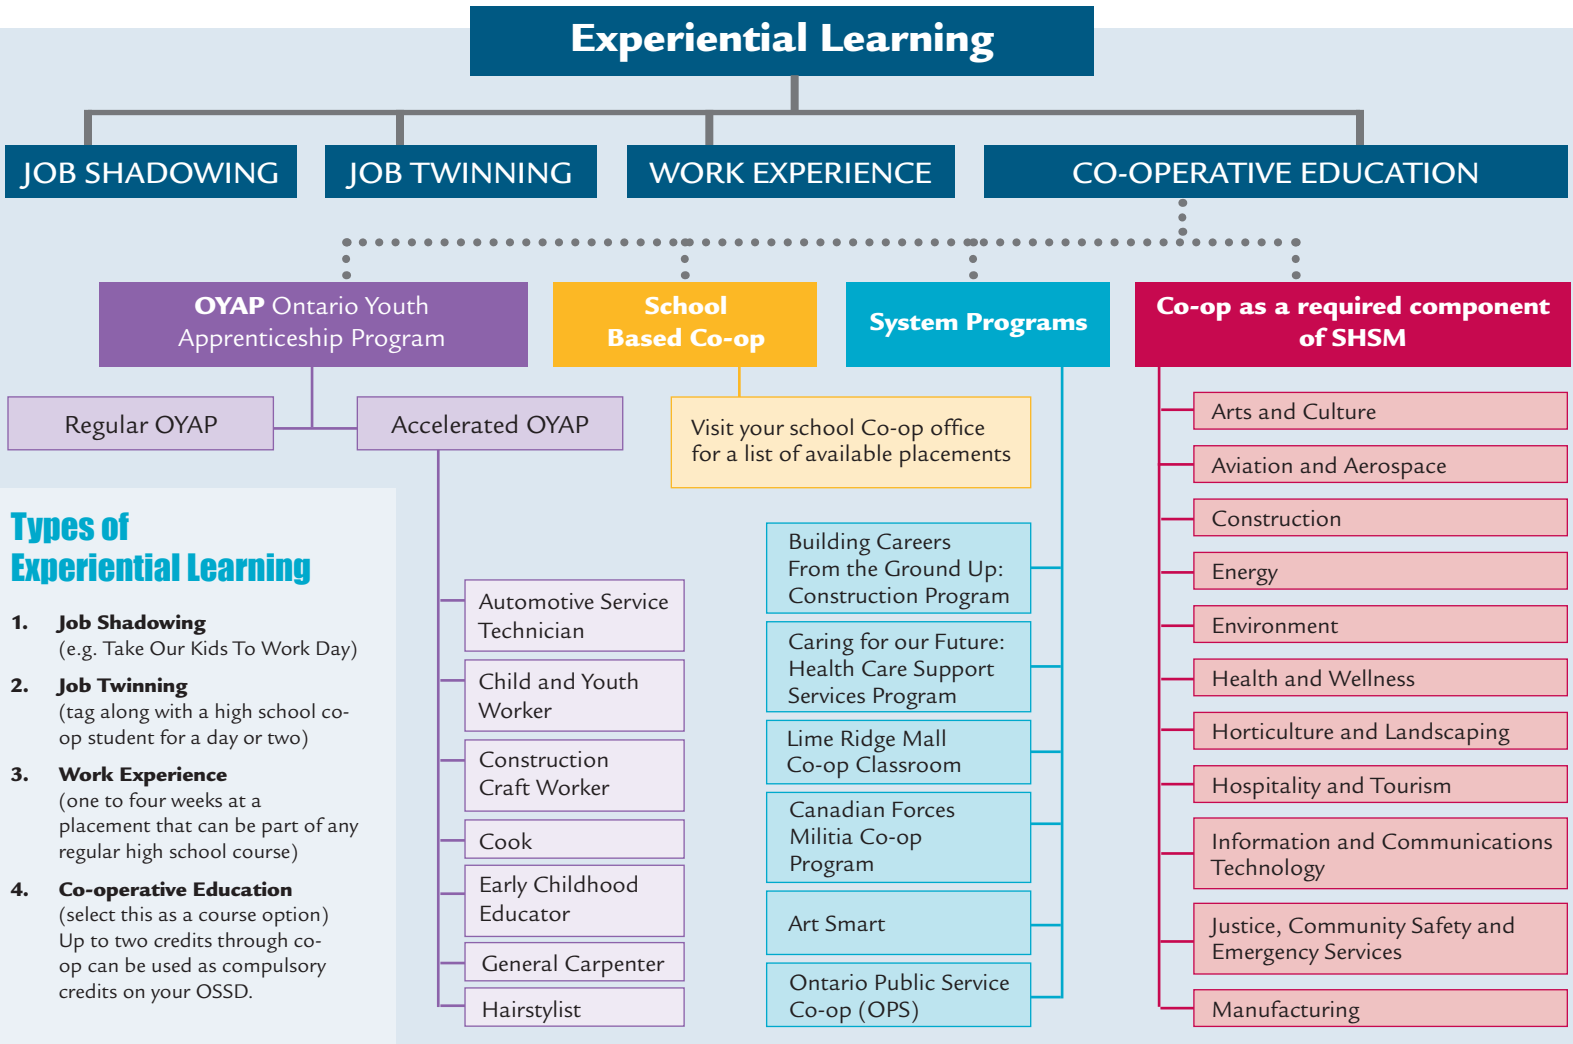 Experiential Learning
JOB SHADOWING
JOB TWINNING
WORK EXPERIENCE
CO-OPERATIVE EDUCATION
OYAP Ontario Youth
Apprenticeship Program
School
Based Co-op
System Programs
Co-op as a required component
of SHSM
Regular OYAP
Accelerated OYAP
Visit your school Co-op office
for a list of available placements
Types of
Experiential Learning
1. Job Shadowing
(e.g. Take Our Kids To Work Day)
2. Job Twinning
(tag along with a high school co-
op student for a day or two)
3. Work Experience
(one to four weeks at a
placement that can be part of any
regular high school course)
4. Co-operative Education
(select this as a course option)
Up to two credits through co-
op can be used as compulsory
credits on your OSSD.
Automotive Service
Technician
Child and Youth
Worker
Construction
Craft Worker
Cook
Early Childhood
Educator
General Carpenter
Hairstylist
Building Careers
From the Ground Up:
Construction Program
Caring for our Future:
Health Care Support
Services Program
Lime Ridge Mall
Co-op Classroom
Canadian Forces
Militia Co-op
Program
Art Smart
Ontario Public Service
Co-op (OPS)
Arts and Culture
Aviation and Aerospace
Construction
Energy
Environment
Health and Wellness
Horticulture and Landscaping
Hospitality and Tourism
Information and Communications
Technology
Justice, Community Safety and
Emergency Services
Manufacturing